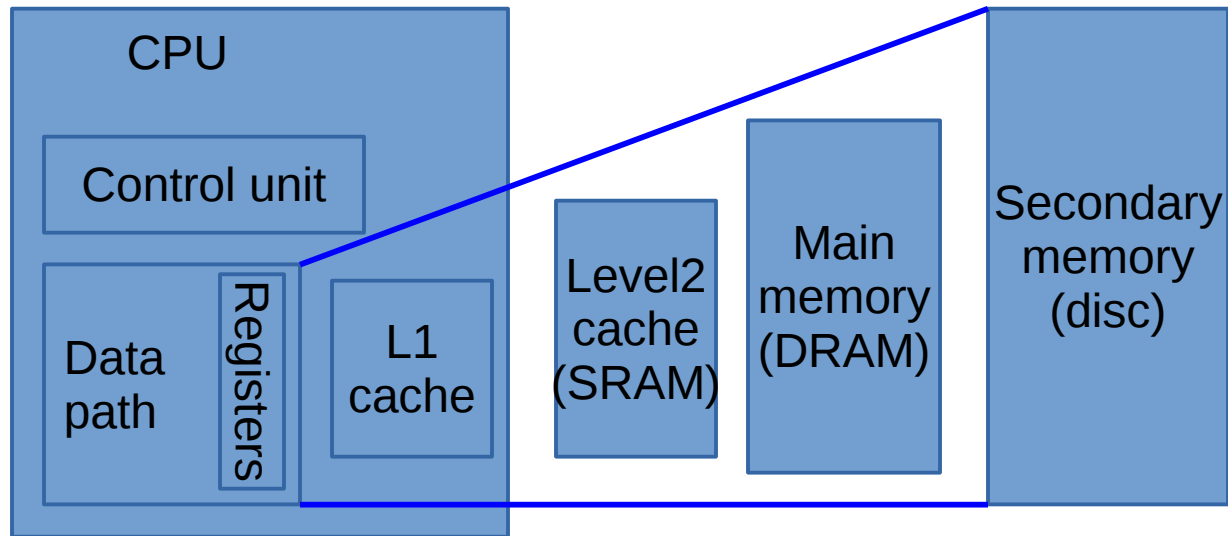 CPU
Control unit
Data
path
Registers
L1
cache
Level2
cache
(SRAM)
Main
memory
(DRAM)
Secondary
memory
(disc)